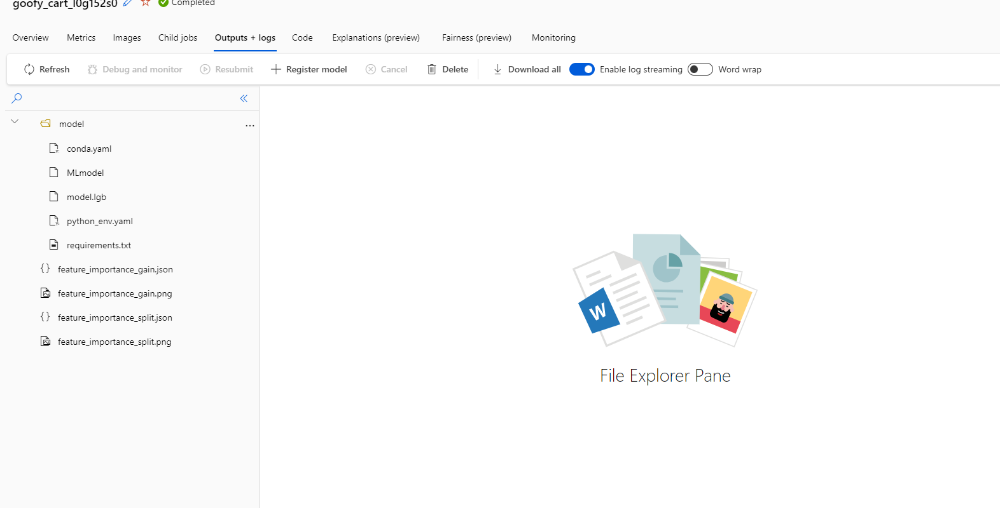 goofy_cart_l0g152s0 Completed
Overview Metrics Images Child jobs Outputs + logs Code Explanations (preview) Fairness (preview) Monitoring
Refresh Debug and monitor Resubmit Register model Cancel Delete Download all Enable log streaming Word wrap
model ...
conda.yaml
MLmodel
model.lgb
python_env.yaml
requirements.txt
{} feature_importance_gain.json
feature_importance_gain.png
{} feature_importance_split.json
feature_importance_split.png
W
File Explorer Pane